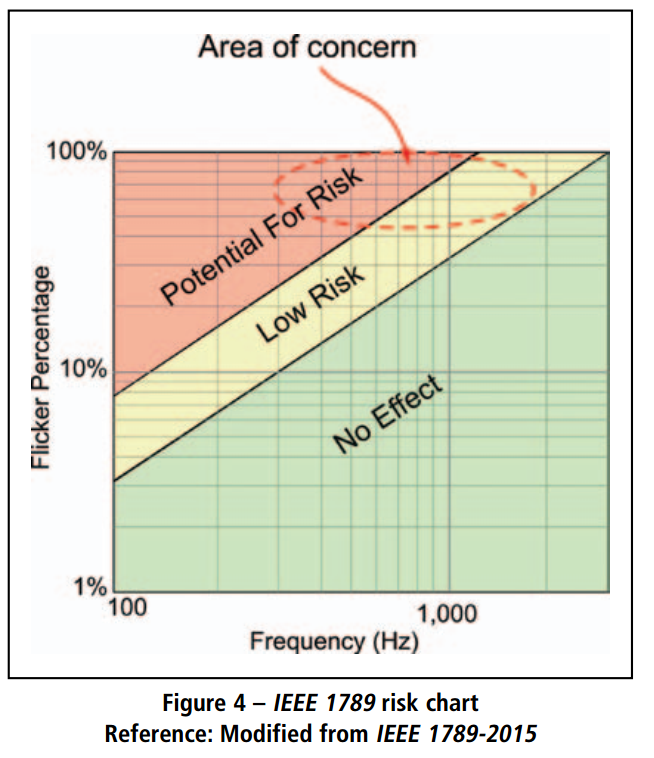 Area of concern
100%
Potential For Risk
Low Risk
10%
No Effect
1%
Flicker Percentage
100
1,000
Frequency (Hz)
Figure 4 – IEEE 1789 risk chart
Reference: Modified from IEEE 1789-2015